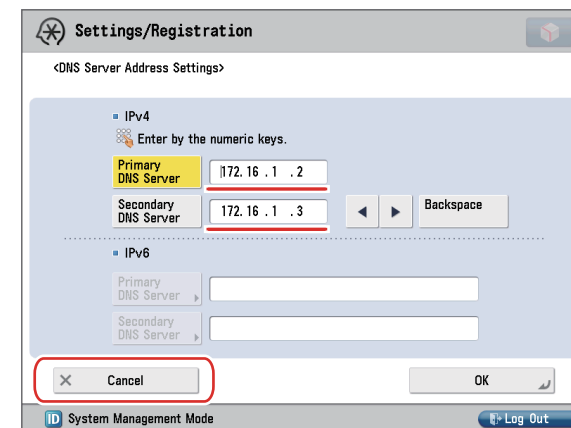 Settings/Registration
<DNS Server Address Settings>
IPv4
Enter by the numeric keys.
Primary
DNS Server
172. 16 . 1 . 2
Secondary
DNS Server
172. 16 . 1 . 3
Backspace
IPv6
Primary
DNS Server
Secondary
DNS Server
Cancel
OK
ID System Management Mode
Log Out